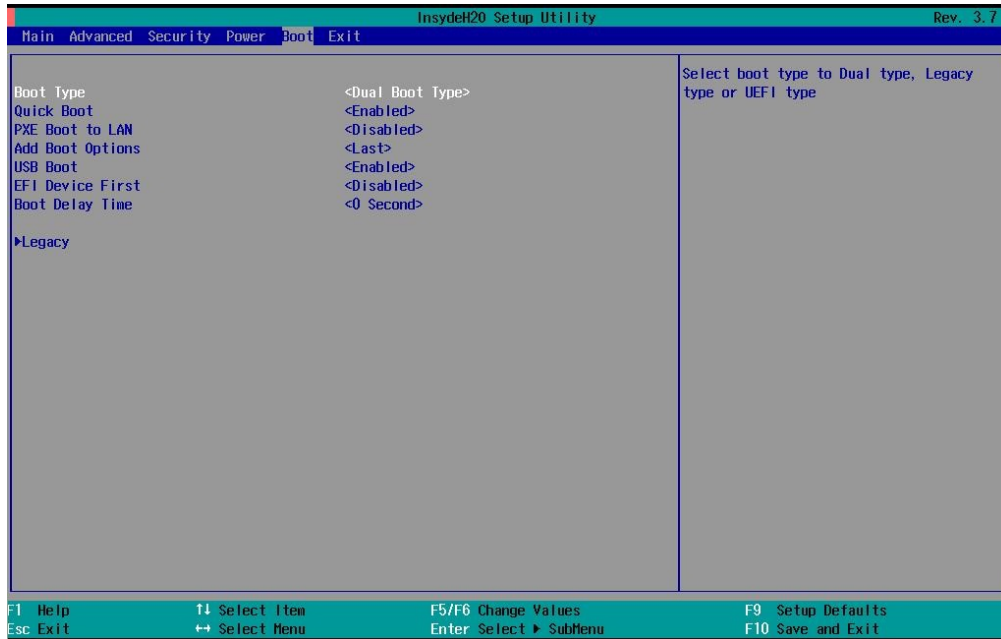 InsydeH20 Setup Utility Rev. 3.7
Main Advanced Security Power Boot Exit
Boot Type <Dual Boot Type>
Quick Boot <Enabled>
PXE Boot to LAN <Disabled>
Add Boot Options <Last>
USB Boot <Enabled>
EFI Device First <Disabled>
Boot Delay Time <0 Second>
▶Legacy
Select boot type to Dual type, Legacy
type or UEFI type
F1 Help ↑↓ Select Item F5/F6 Change Values F9 Setup Defaults
Esc Exit ↔ Select Menu Enter Select ▶ SubMenu F10 Save and Exit